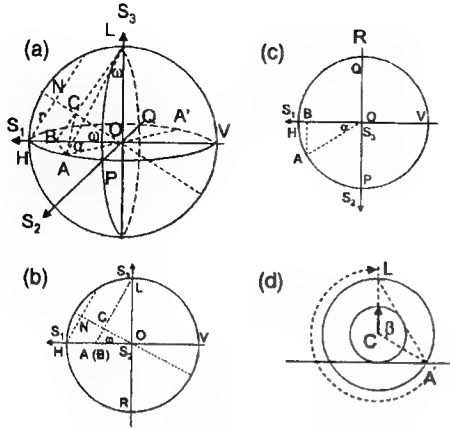 (a)
S₃
L
ω
N
C
r
S₁
B
α
ω
O
Q
A'
V
H
A
P
S₂
(b)
S₃
L
S₁
N
C
O
V
H
A (B)
ω
S₂
R
(c)
R
Q
S₁
B
O
V
H
α
S₃
A
P
S₂
(d)
L
C
β
A